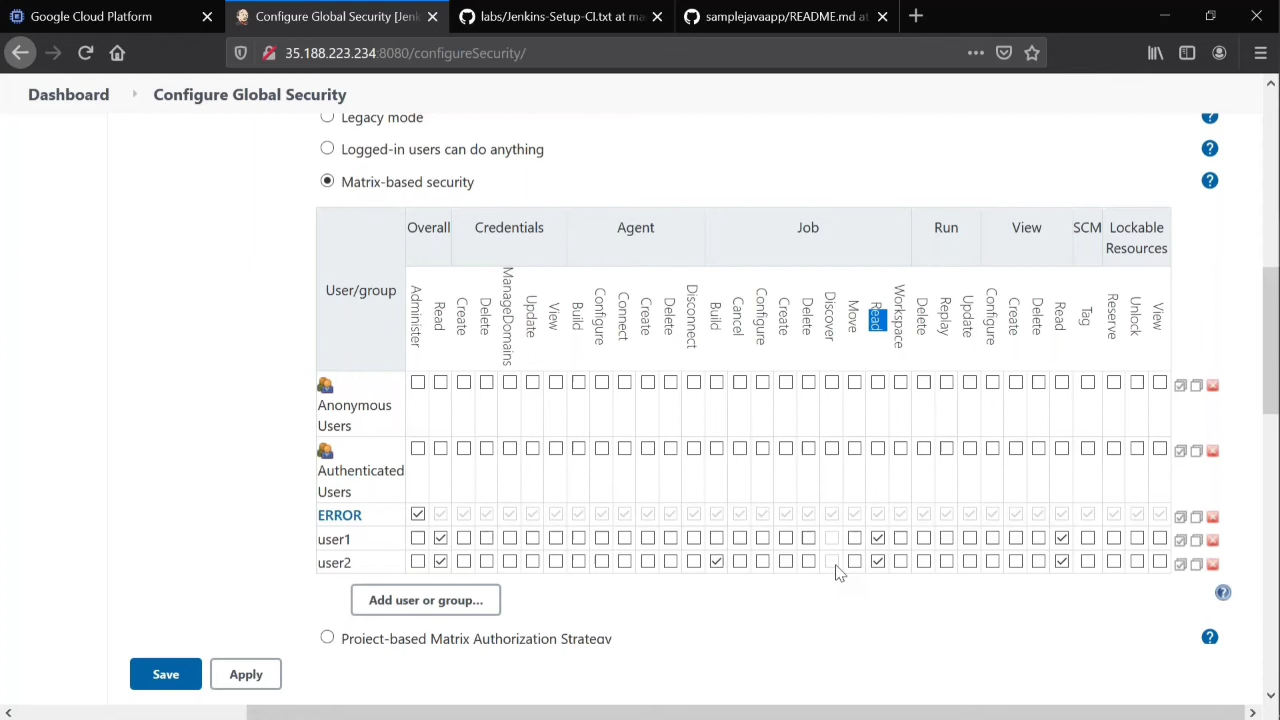 Google Cloud Platform
Configure Global Security [Jenk
labs/Jenkins-Setup-CI.txt at ma
samplejavaapp/README.md at
35.188.223.234:8080/configureSecurity/
Dashboard
Configure Global Security
Legacy mode
Logged-in users can do anything
Matrix-based security
User/group
Overall
Credentials
Agent
Job
Run
View
SCM
Lockable
Resources
Administer
Read
Create
Delete
ManageDomains
Update
View
Build
Configure
Connect
Create
Delete
Disconnect
Build
Cancel
Configure
Create
Delete
Discover
Move
Read
Workspace
Delete
Replay
Update
Configure
Create
Delete
Read
Tag
Reserve
Unlock
View
Anonymous
Users
Authenticated
Users
ERROR
user1
user2
Add user or group...
Project-based Matrix Authorization Strategy
Save
Apply